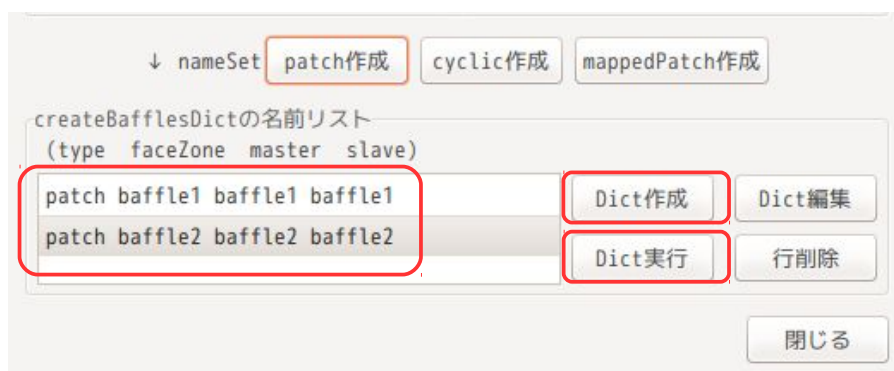 ↓ nameSet patch作成 cyclic作成 mappedPatch作成
createBafflesDictの名前リスト
(type faceZone master slave)
patch baffle1 baffle1 baffle1
Dict作成 Dict編集
patch baffle2 baffle2 baffle2
Dict実行 行削除
閉じる